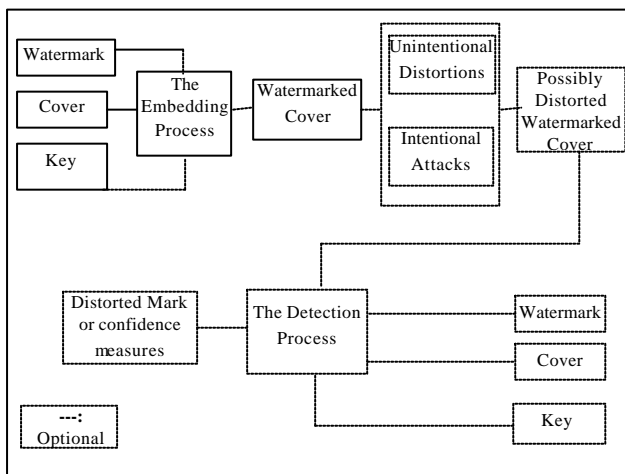 Watermark
Cover
Key
The
Embedding
Process
Watermarked
Cover
Unintentional
Distortions
Intentional
Attacks
Possibly
Distorted
Watermarked
Cover
Distorted Mark
or confidence
measures
The Detection
Process
Watermark
Cover
Key
---:
Optional